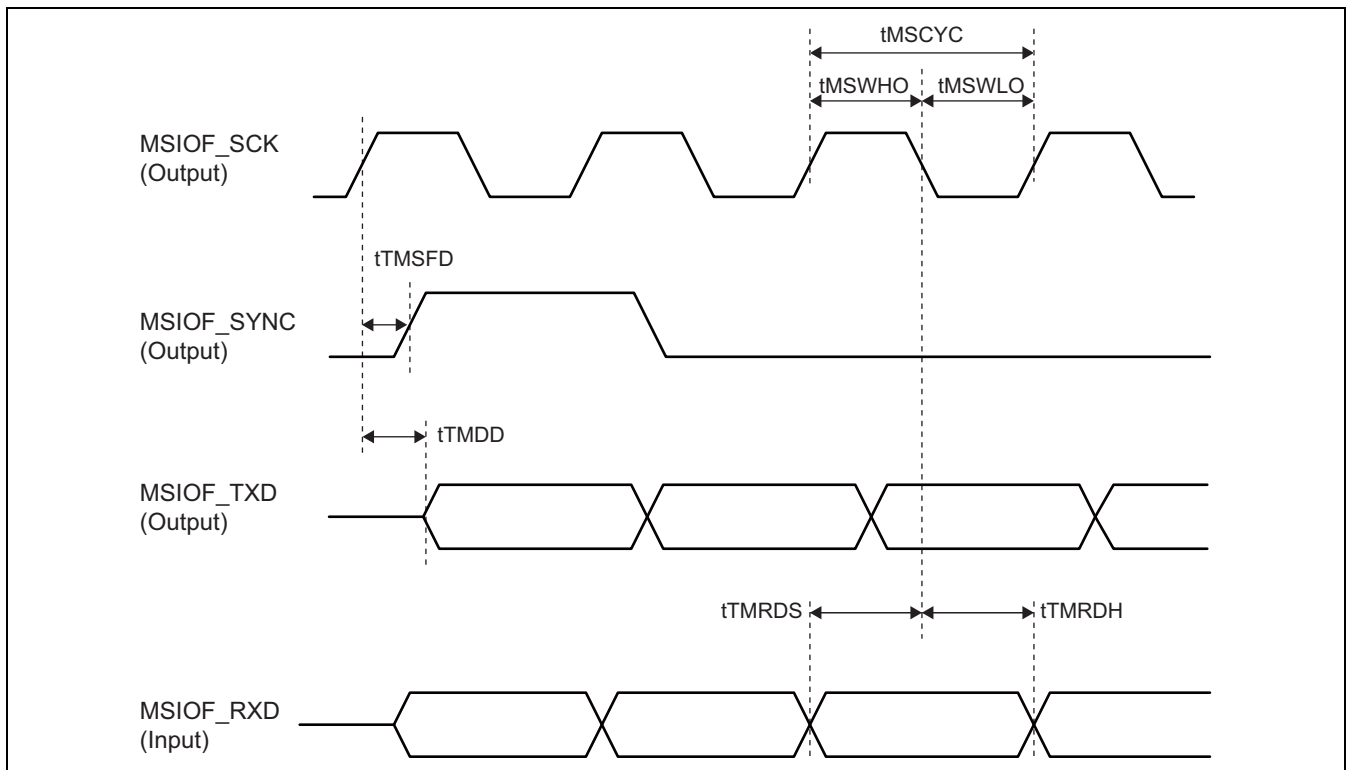 tMSCYC
tMSWHO tMSWLO
MSIOF_SCK
(Output)
tTMSFD
MSIOF_SYNC
(Output)
tTMDD
MSIOF_TXD
(Output)
tTMRDS tTMRDH
MSIOF_RXD
(Input)